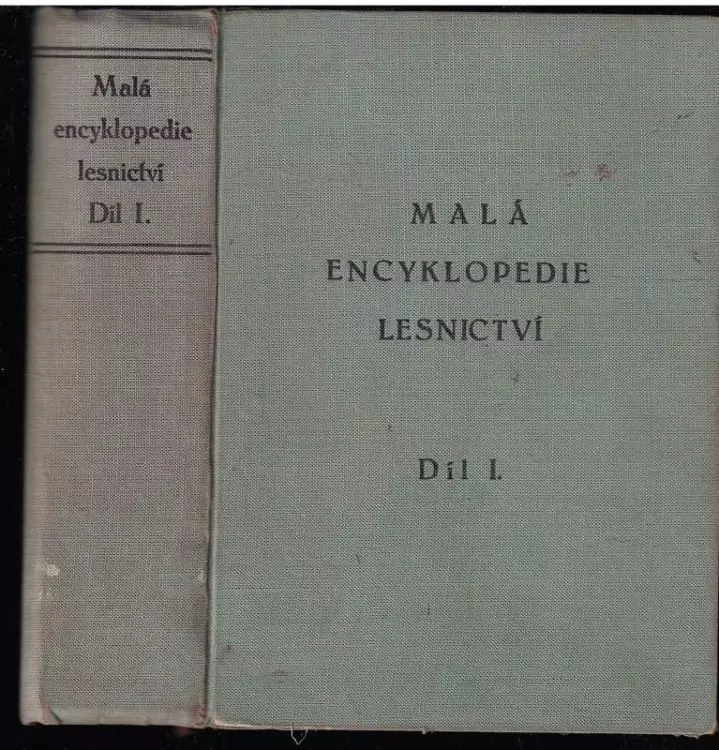 Malá
encyklopedie
lesnictví
Díl I.
MALÁ
ENCYKLOPEDIE
LESNICTVÍ
Díl I.